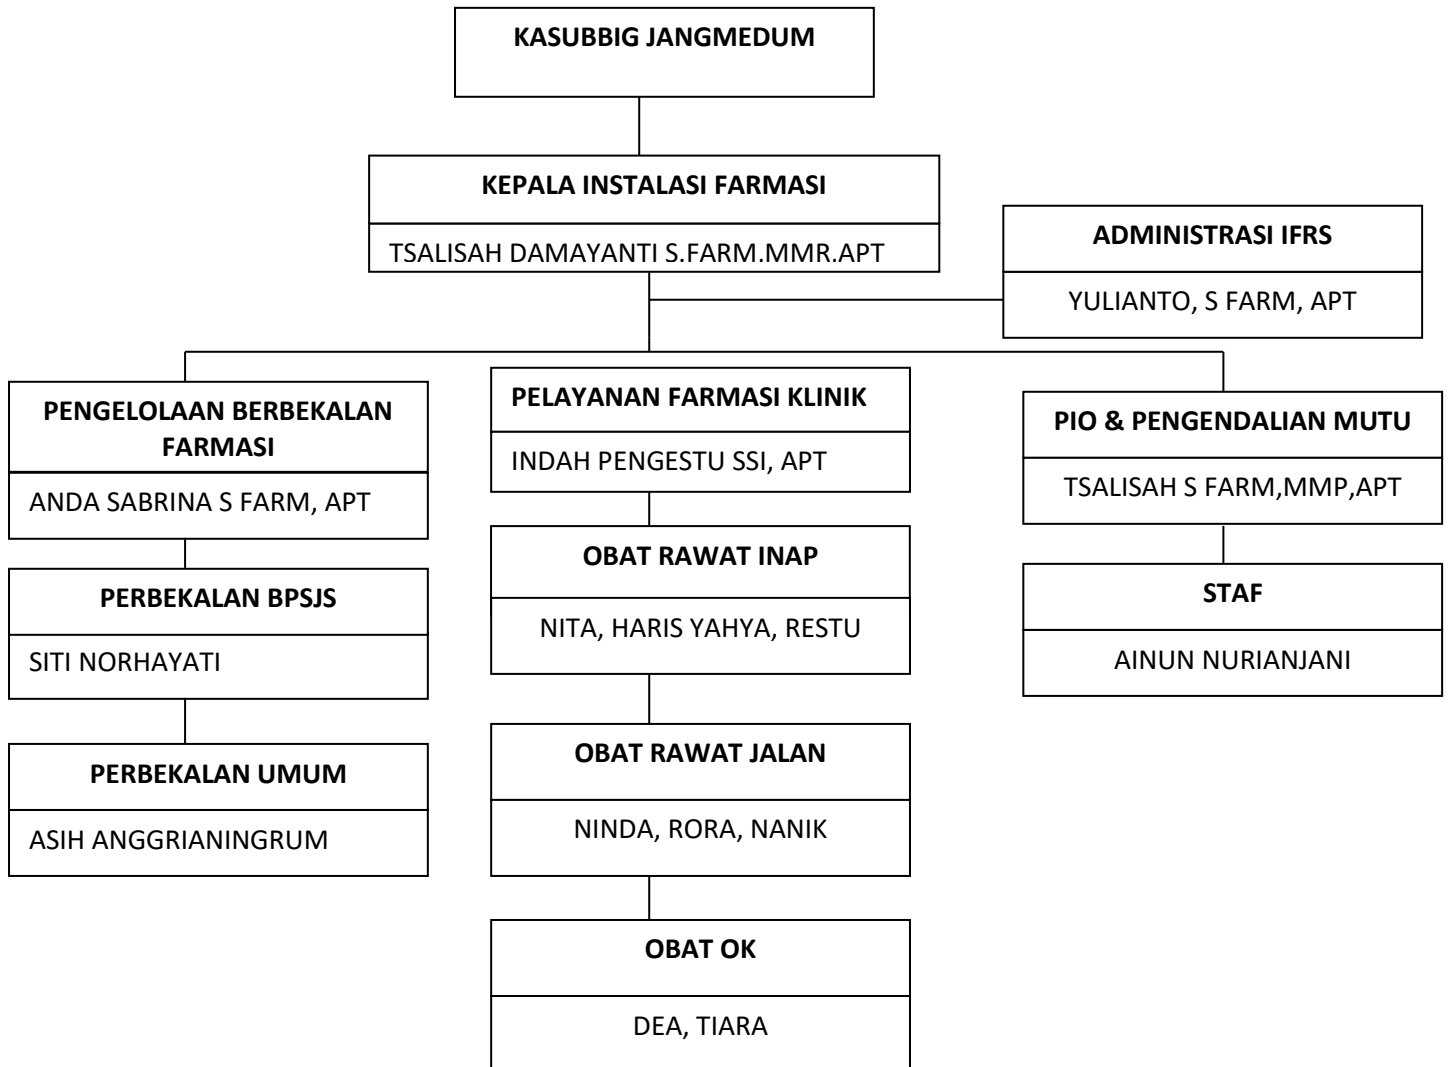 KASUBBIG JANGMEDUM
KEPALA INSTALASI FARMASI
TSALISAH DAMAYANTI S.FARM.MMR.APT
ADMINISTRASI IFRS
YULIANTO, S FARM, APT
PENGELOLAAN BERBEKALAN
FARMASI
ANDA SABRINA S FARM, APT
PERBEKALAN BPSJS
SITI NORHAYATI
PERBEKALAN UMUM
ASIH ANGGRIANINGRUM
PELAYANAN FARMASI KLINIK
INDAH PENGESTU SSI, APT
OBAT RAWAT INAP
NITA, HARIS YAHYA, RESTU
OBAT RAWAT JALAN
NINDA, RORA, NANIK
OBAT OK
DEA, TIARA
PIO & PENGENDALIAN MUTU
TSALISAH S FARM,MMP,APT
STAF
AINUN NURIANJANI